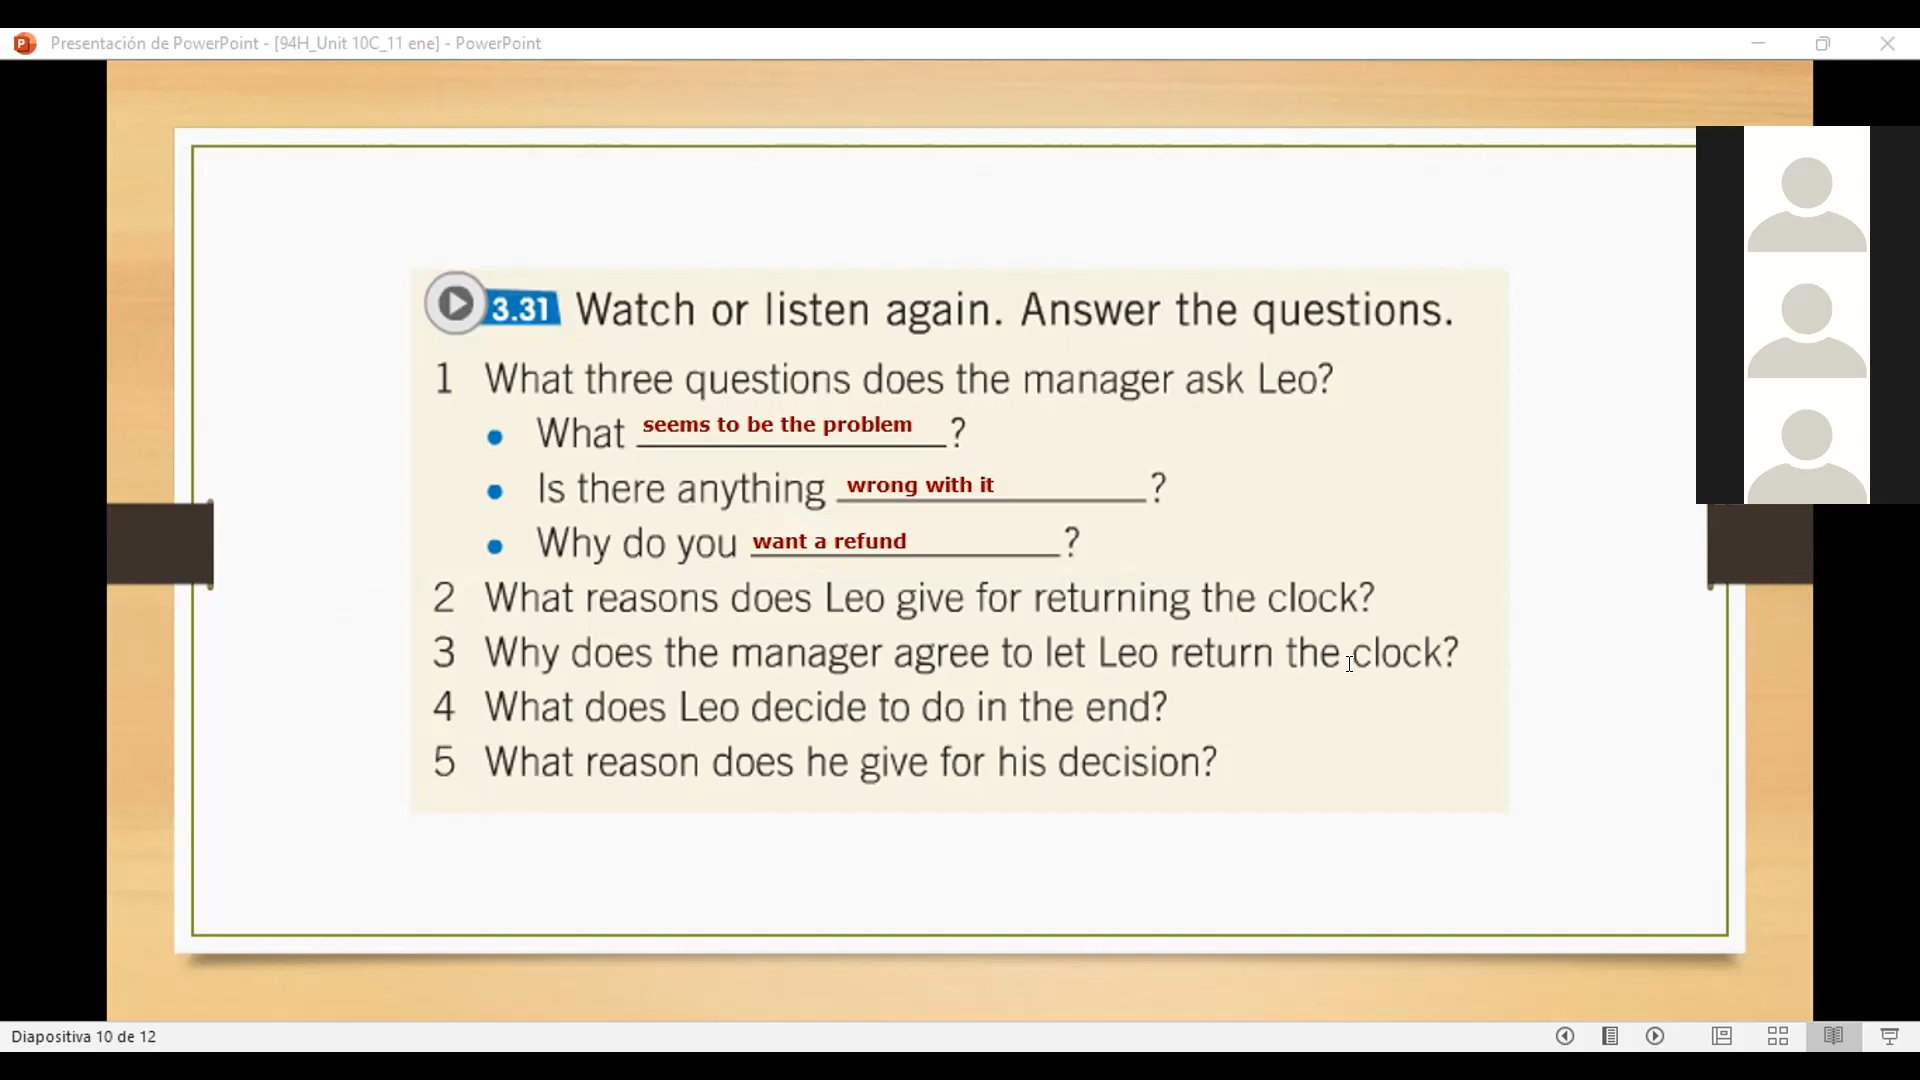 Presentación de PowerPoint - [94H_Unit 10C_11 ene] - PowerPoint
3.31 Watch or listen again. Answer the questions.
1 What three questions does the manager ask Leo?
• What seems to be the problem?
• Is there anything wrong with it?
• Why do you want a refund?
2 What reasons does Leo give for returning the clock?
3 Why does the manager agree to let Leo return the clock?
4 What does Leo decide to do in the end?
5 What reason does he give for his decision?
Diapositiva 10 de 12